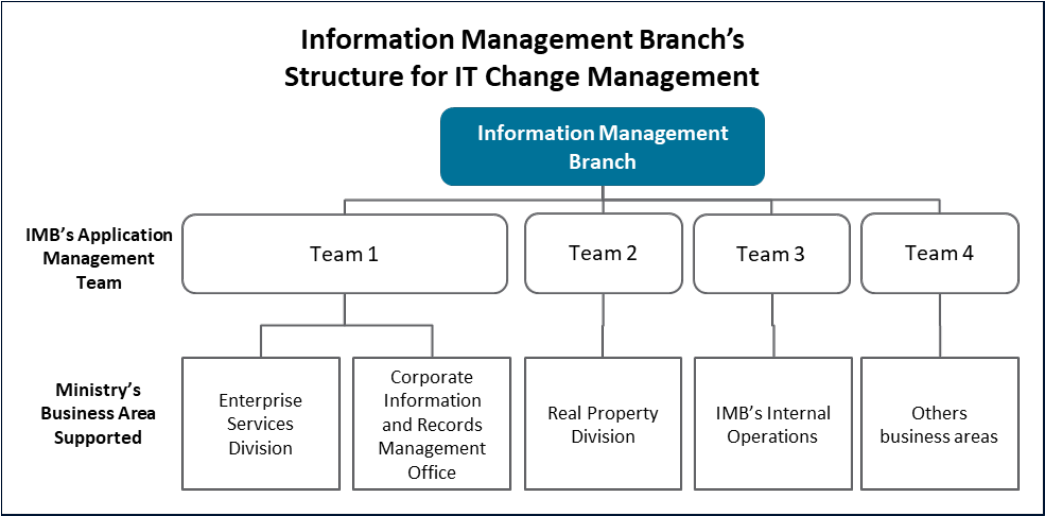 Information Management Branch's
Structure for IT Change Management
Information Management
Branch
IMB's Application
Management
Team
Team 1
Team 2
Team 3
Team 4
Ministry's
Business Area
Supported
Enterprise
Services
Division
Corporate
Information
and Records
Management
Office
Real Property
Division
IMB's Internal
Operations
Others
business areas